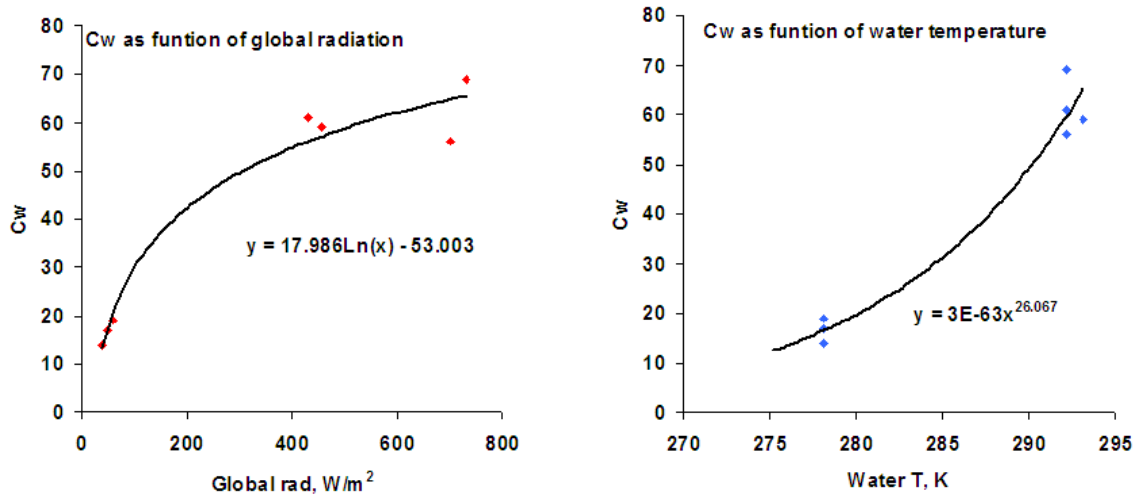 Cw as funtion of global radiation
80
70
60
50
40
30
20
10
0
Cw
y = 17.986Ln(x) - 53.003
0 200 400 600 800
Global rad, W/m²
Cw as funtion of water temperature
80
70
60
50
40
30
20
10
0
Cw
y = 3E-63x^26.067
270 275 280 285 290 295
Water T, K